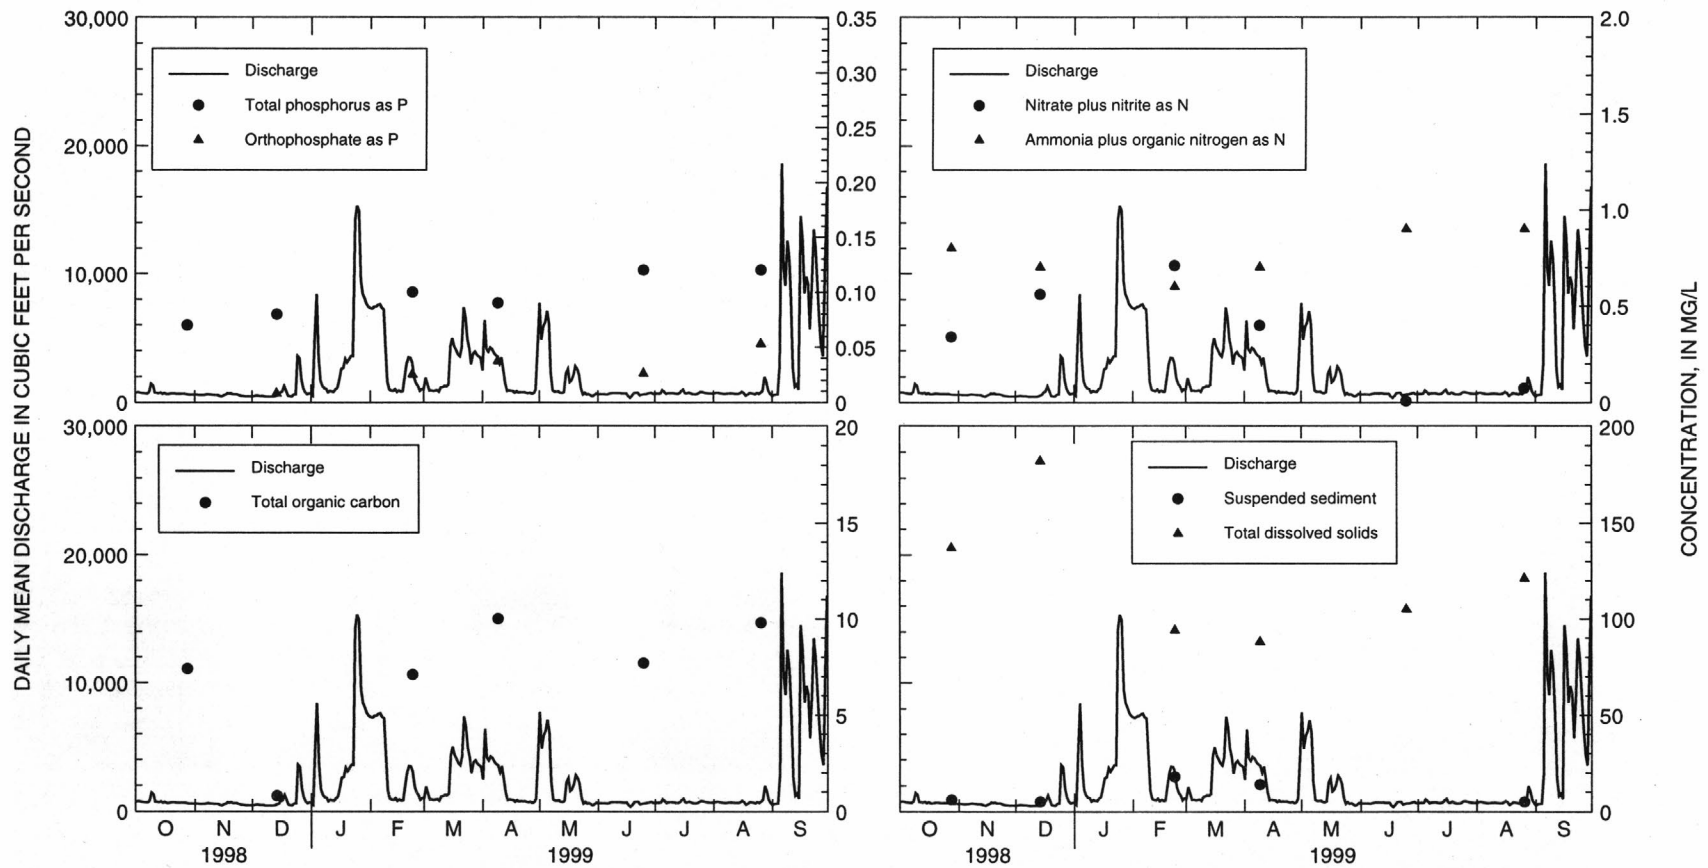 DAILY MEAN DISCHARGE IN CUBIC FEET PER SECOND
30,000
20,000
10,000
0
Discharge
Total phosphorus as P
Orthophosphate as P
0.35
0.30
0.25
0.20
0.15
0.10
0.05
0
Discharge
Nitrate plus nitrite as N
Ammonia plus organic nitrogen as N
2.0
1.5
1.0
0.5
0
30,000
20,000
10,000
0
Discharge
Total organic carbon
20
15
10
5
0
O N D J F M A M J J A S
1998 1999
Discharge
Suspended sediment
Total dissolved solids
200
150
100
50
0
O N D J F M A M J J A S
1998 1999
CONCENTRATION, IN MG/L